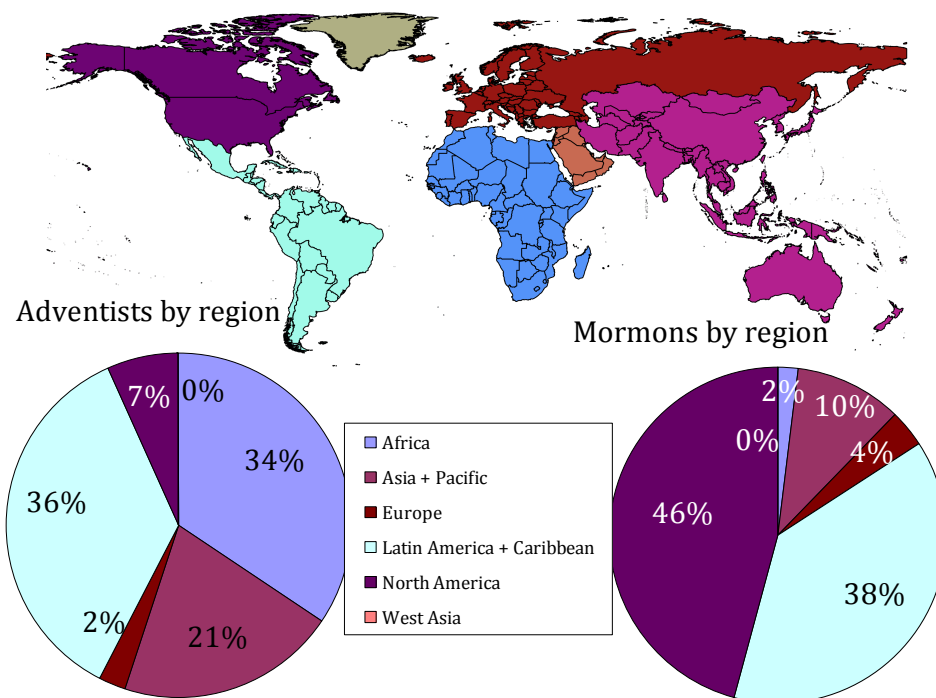 Adventists by region
Mormons by region
7%
0%
34%
36%
2%
21%
Africa
Asia + Pacific
Europe
Latin America + Caribbean
North America
West Asia
2%
10%
0%
4%
46%
38%